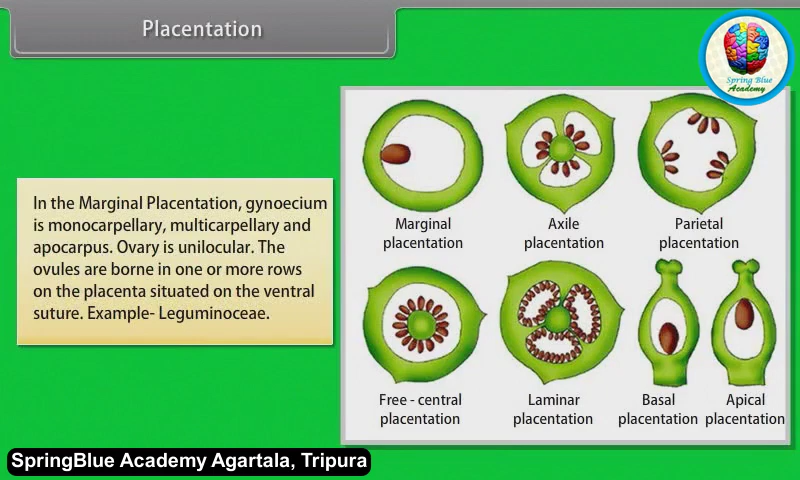 Placentation
Spring Blue
Academy
In the Marginal Placentation, gynoecium
is monocarpellary, multicarpellary and
apocarpus. Ovary is unilocular. The
ovules are borne in one or more rows
on the placenta situated on the ventral
suture. Example- Leguminoceae.
Marginal
placentation
Axile
placentation
Parietal
placentation
Free - central
placentation
Laminar
placentation
Basal
placentation
Apical
placentation
SpringBlue Academy Agartala, Tripura